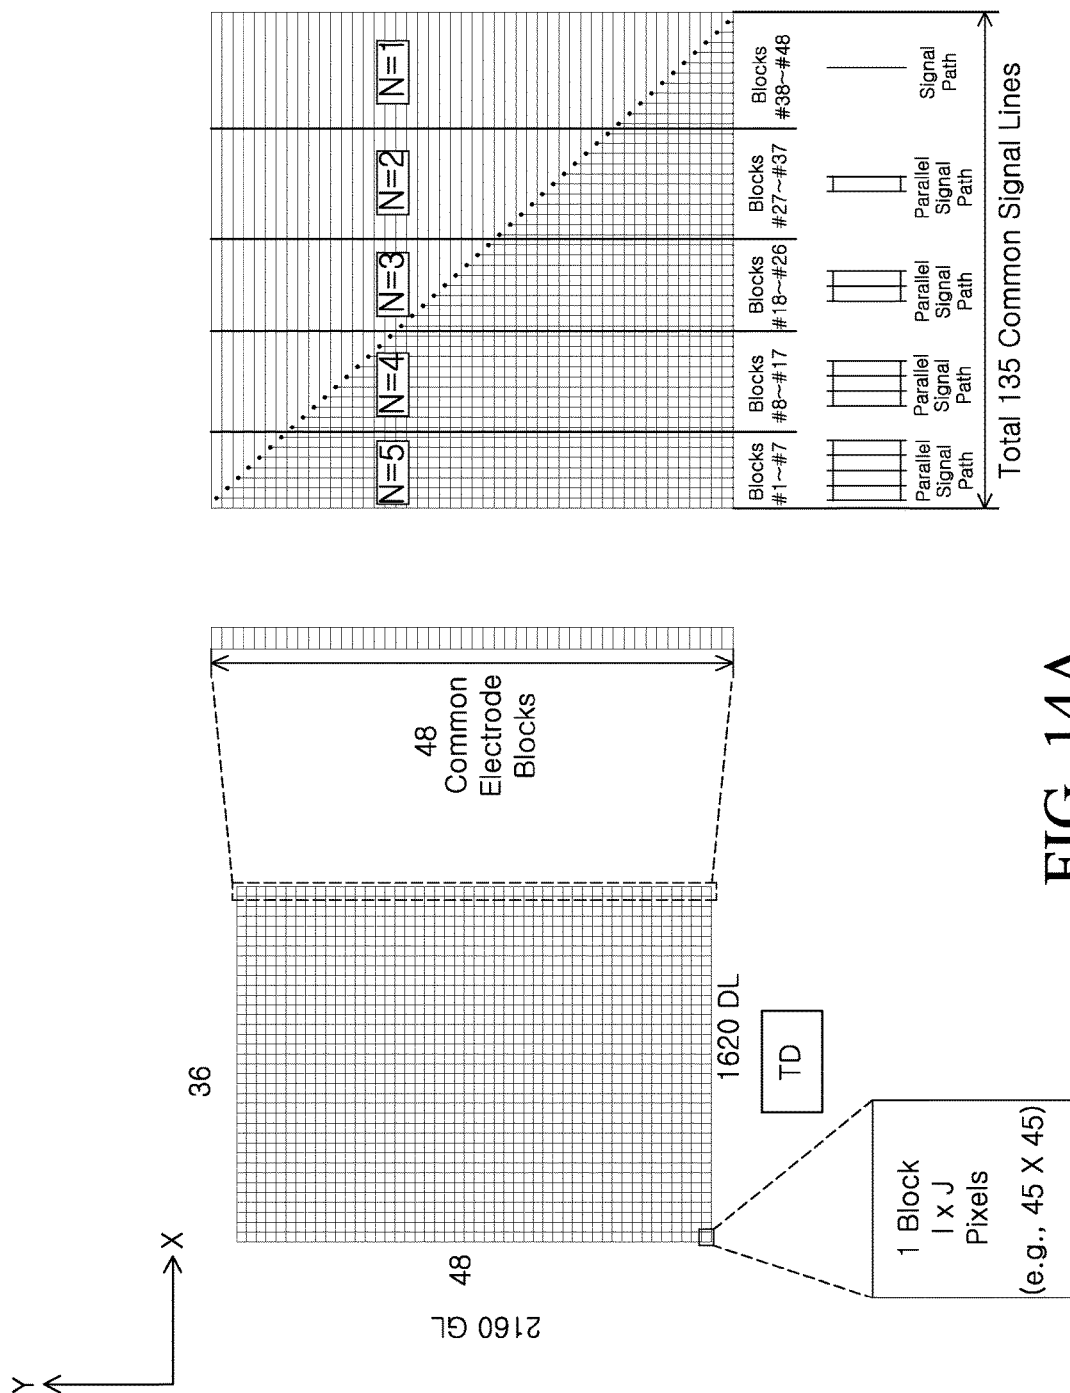 Y
X
36
48
2160 GL
1620 DL
TD
1 Block
I x J
Pixels
(e.g., 45 X 45)
48
Common
Electrode
Blocks
N=5
N=4
N=3
N=2
N=1
Blocks
#1~#7
Blocks
#8~#17
Blocks
#18~#26
Blocks
#27~#37
Blocks
#38~#48
Parallel
Signal
Path
Parallel
Signal
Path
Parallel
Signal
Path
Parallel
Signal
Path
Signal
Path
Total 135 Common Signal Lines
FIG. 14A